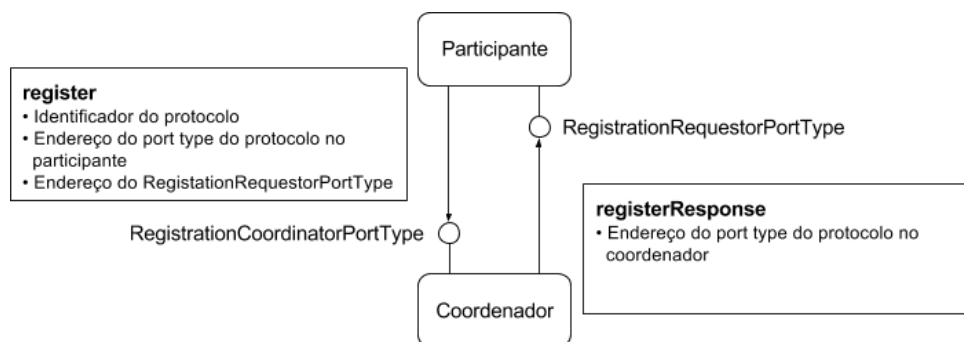 Participante
register
• Identificador do protocolo
• Endereço do port type do protocolo no
participante
• Endereço do RegistationRequestorPortType
RegistrationRequestorPortType
RegistrationCoordinatorPortType
registerResponse
• Endereço do port type do protocolo no
coordenador
Coordenador